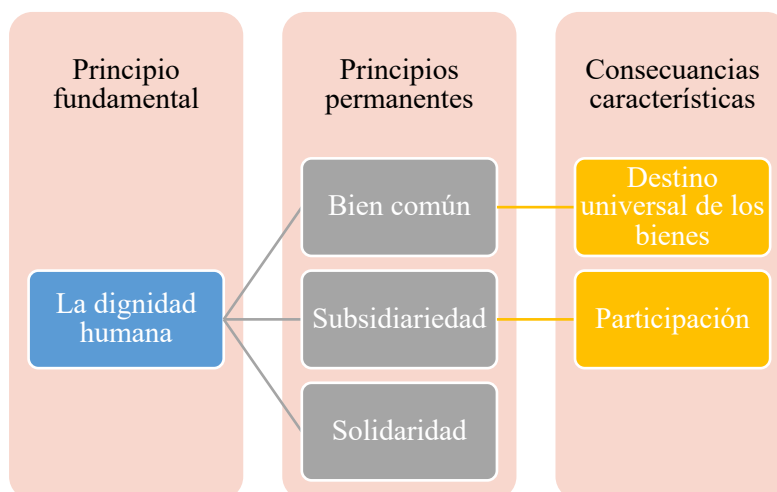 Principio
fundamental
Principios
permanentes
Consecuancias
características
La dignidad
humana
Bien común
Subsidiariedad
Solidaridad
Destino
universal de los
bienes
Participación